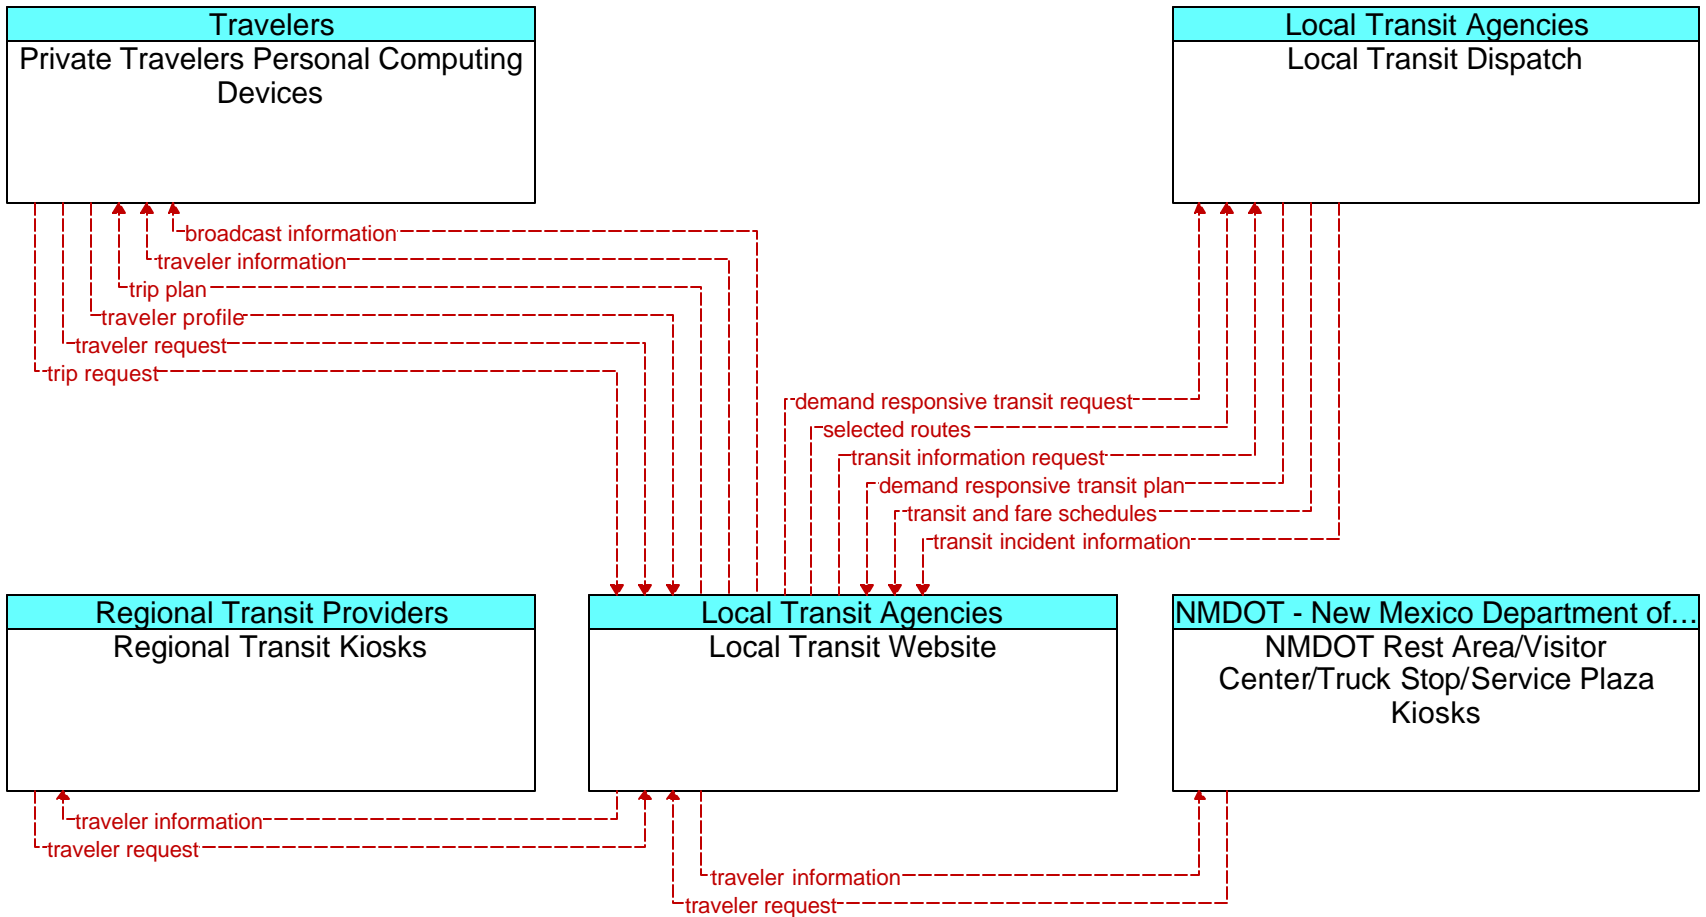 Travelers
Private Travelers Personal Computing
Devices
Local Transit Agencies
Local Transit Dispatch
broadcast information
traveler information
trip plan
traveler profile
traveler request
trip request
demand responsive transit request
selected routes
transit information request
demand responsive transit plan
transit and fare schedules
transit incident information
Regional Transit Providers
Regional Transit Kiosks
Local Transit Agencies
Local Transit Website
NMDOT - New Mexico Department of...
NMDOT Rest Area/Visitor
Center/Truck Stop/Service Plaza
Kiosks
traveler information
traveler request
traveler information
traveler request